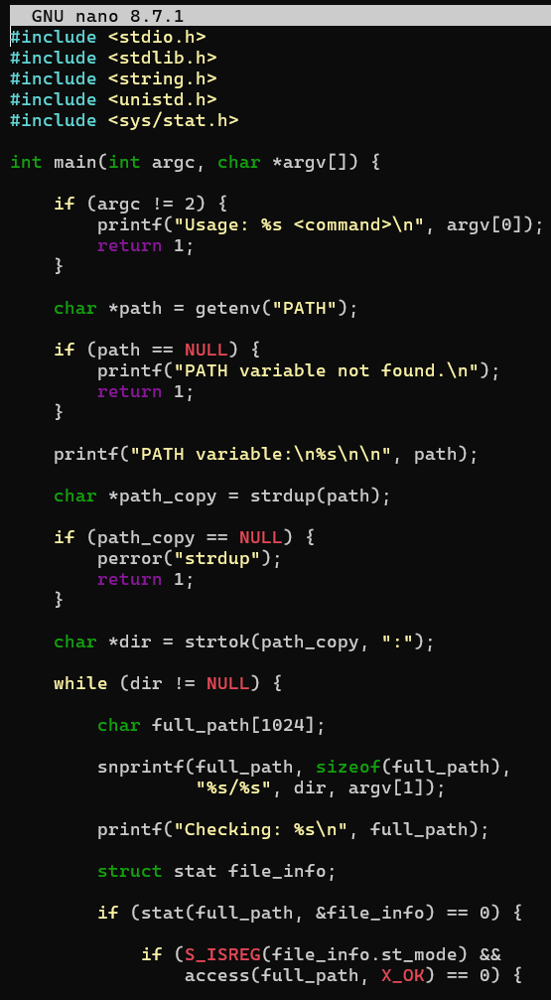 GNU nano 8.7.1
#include <stdio.h>
#include <stdlib.h>
#include <string.h>
#include <unistd.h>
#include <sys/stat.h>

int main(int argc, char *argv[]) {

    if (argc != 2) {
        printf("Usage: %s <command>\n", argv[0]);
        return 1;
    }

    char *path = getenv("PATH");

    if (path == NULL) {
        printf("PATH variable not found.\n");
        return 1;
    }

    printf("PATH variable:\n%s\n\n", path);

    char *path_copy = strdup(path);

    if (path_copy == NULL) {
        perror("strdup");
        return 1;
    }

    char *dir = strtok(path_copy, ":");

    while (dir != NULL) {

        char full_path[1024];

        snprintf(full_path, sizeof(full_path),
                 "%s/%s", dir, argv[1]);

        printf("Checking: %s\n", full_path);

        struct stat file_info;

        if (stat(full_path, &file_info) == 0) {

            if (S_ISREG(file_info.st_mode) &&
                access(full_path, X_OK) == 0) {